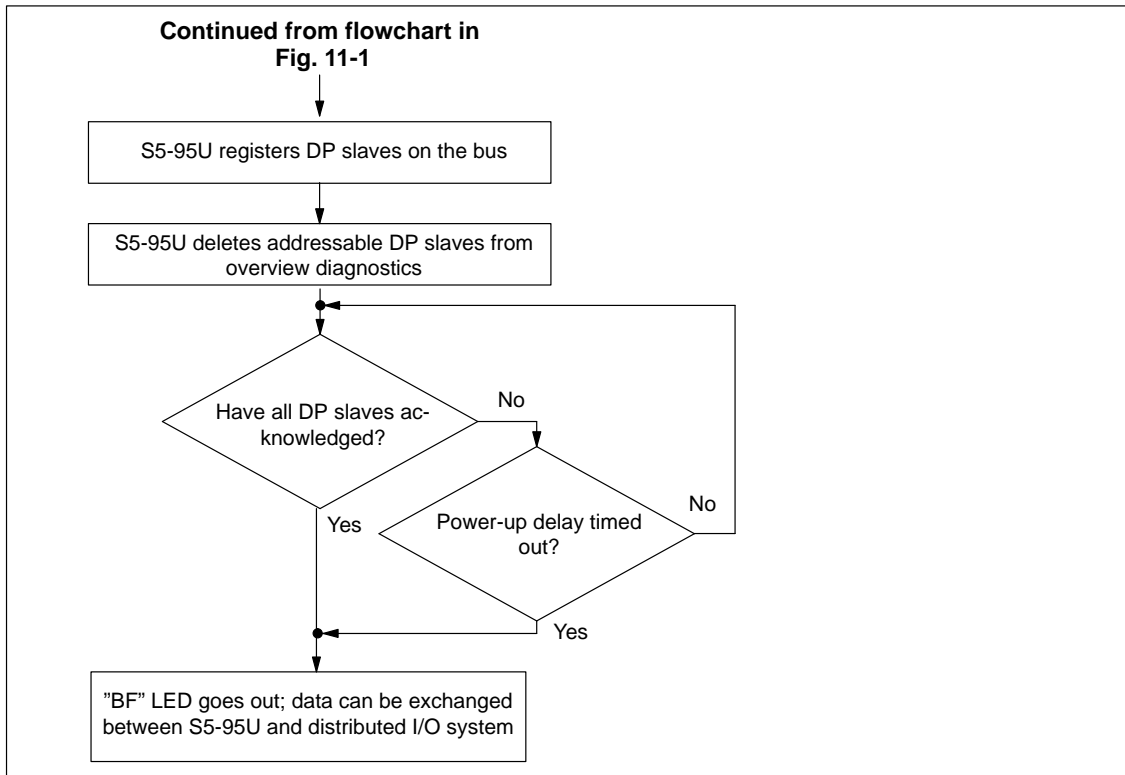 Continued from flowchart in
Fig. 11-1
S5-95U registers DP slaves on the bus
S5-95U deletes addressable DP slaves from
overview diagnostics
Have all DP slaves ac-
knowledged?
No
Yes
Power-up delay timed
out?
No
Yes
”BF” LED goes out; data can be exchanged
between S5-95U and distributed I/O system